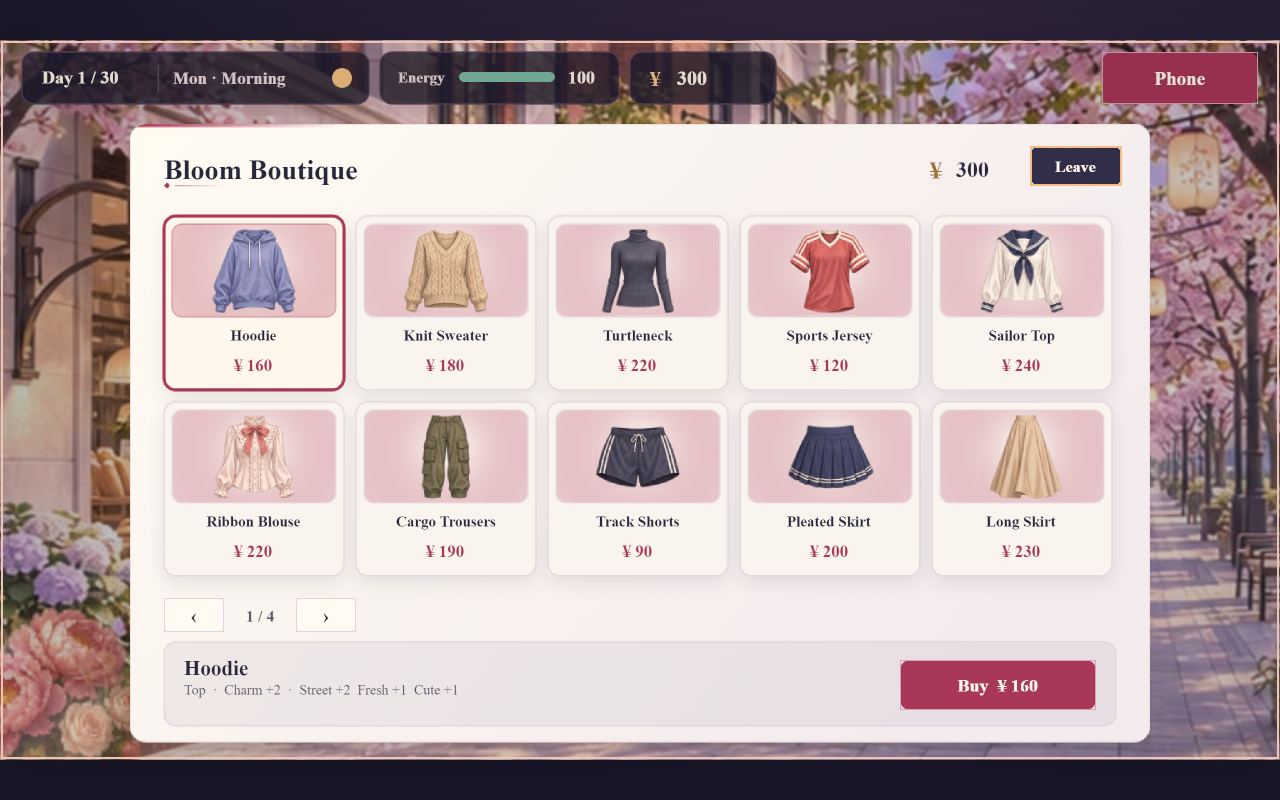 Day 1 / 30
Mon · Morning
Energy
100
¥ 300
Phone
Bloom Boutique
¥ 300
Leave
Hoodie
¥ 160
Knit Sweater
¥ 180
Turtleneck
¥ 220
Sports Jersey
¥ 120
Sailor Top
¥ 240
Ribbon Blouse
¥ 220
Cargo Trousers
¥ 190
Track Shorts
¥ 90
Pleated Skirt
¥ 200
Long Skirt
¥ 230
‹ 1 / 4 ›
Hoodie
Top · Charm +2 · Street +2 Fresh +1 Cute +1
Buy ¥ 160